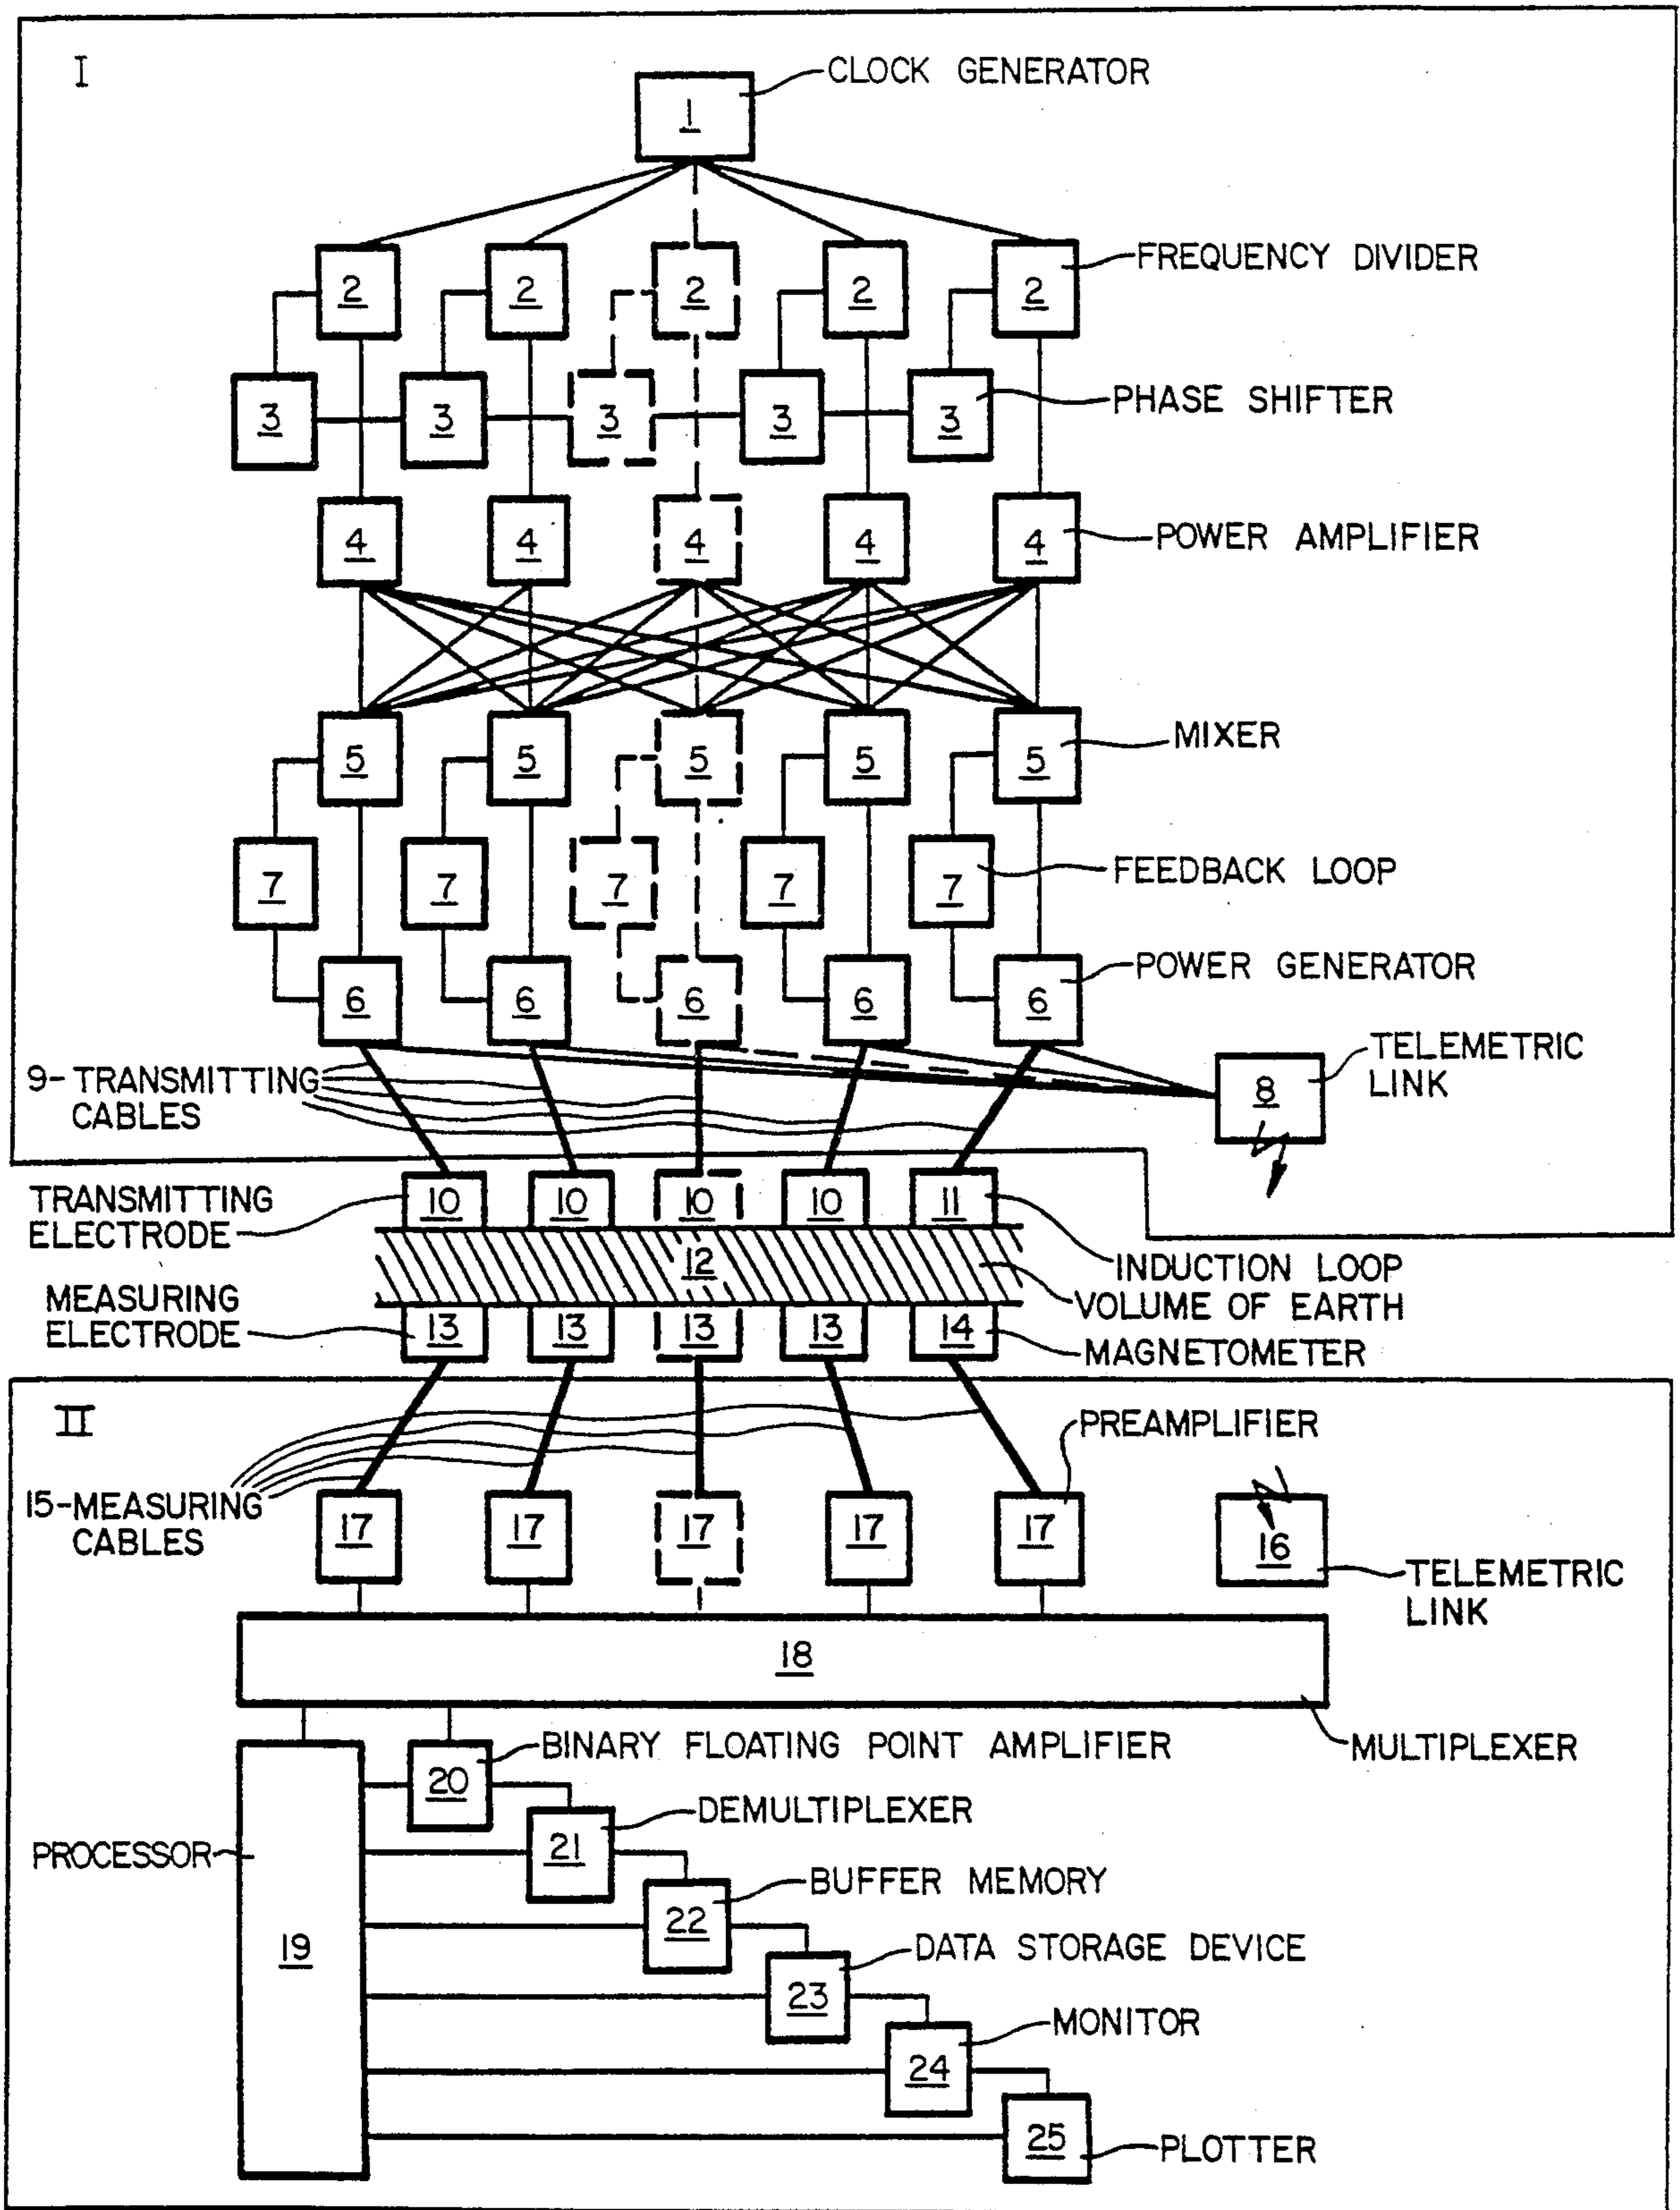 I
CLOCK GENERATOR
1
2 2 2 2 2
FREQUENCY DIVIDER
3 3 3 3 3
PHASE SHIFTER
4 4 4 4 4
POWER AMPLIFIER
5 5 5 5 5
MIXER
7 7 7 7 7
FEEDBACK LOOP
6 6 6 6 6
POWER GENERATOR
9-TRANSMITTING
CABLES
8
TELEMETRIC
LINK
TRANSMITTING
ELECTRODE
10 10 10 10 11
INDUCTION LOOP
12
VOLUME OF EARTH
MEASURING
ELECTRODE
13 13 13 13 14
MAGNETOMETER
II
PREAMPLIFIER
15-MEASURING
CABLES
17 17 17 17 17
16
TELEMETRIC
LINK
18
MULTIPLEXER
BINARY FLOATING POINT AMPLIFIER
20
DEMULTIPLEXER
21
PROCESSOR
19
BUFFER MEMORY
22
DATA STORAGE DEVICE
23
MONITOR
24
25
PLOTTER